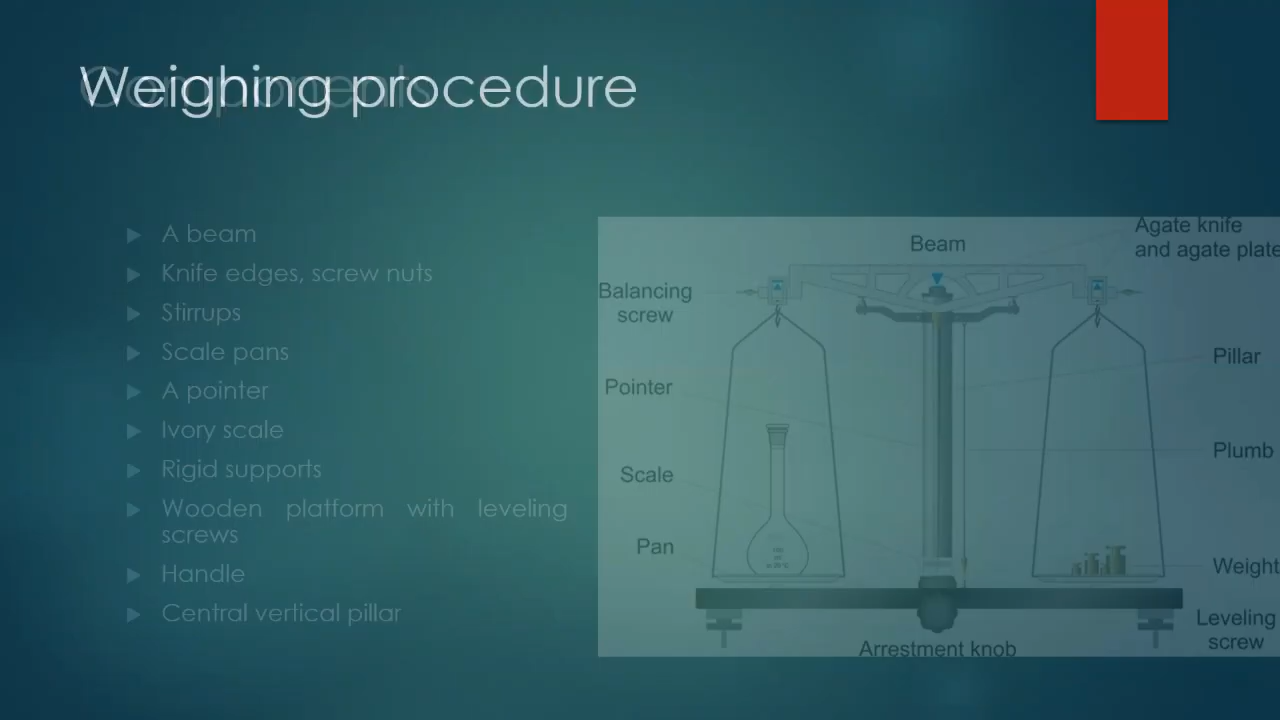 Weighing procedure
Components
A beam
Knife edges, screw nuts
Stirrups
Scale pans
A pointer
Ivory scale
Rigid supports
Wooden platform with leveling
screws
Handle
Central vertical pillar
Agate knife
and agate plate
Beam
Balancing
screw
Pillar
Pointer
Plumb
Scale
Pan
Weight
Leveling
screw
Arrestment knob